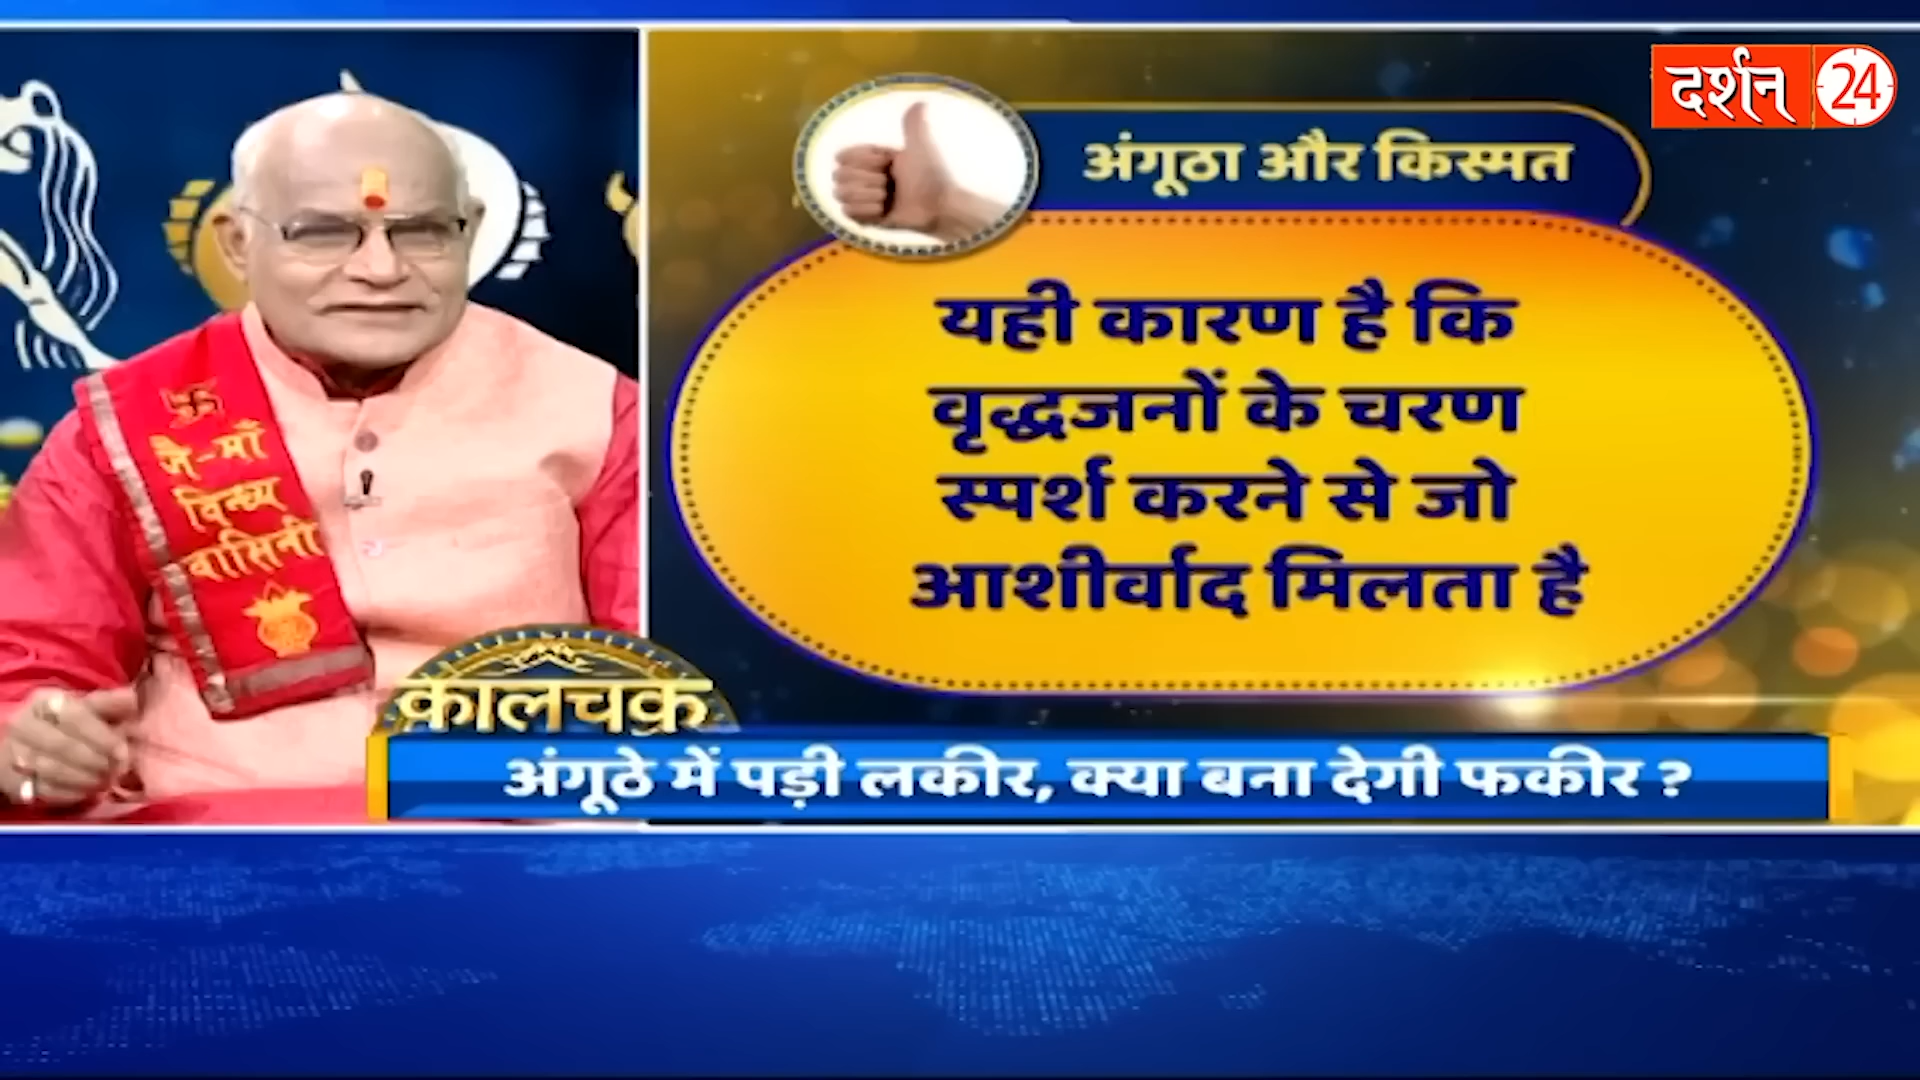 दर्शन 24
अंगूठा और किस्मत
यही कारण है कि
वृद्धजनों के चरण
स्पर्श करने से जो
आशीर्वाद मिलता है
जै-माँ
विन्ध्य
वासिनी
कालचक्र
अंगूठे में पड़ी लकीर, क्या बना देगी फकीर ?